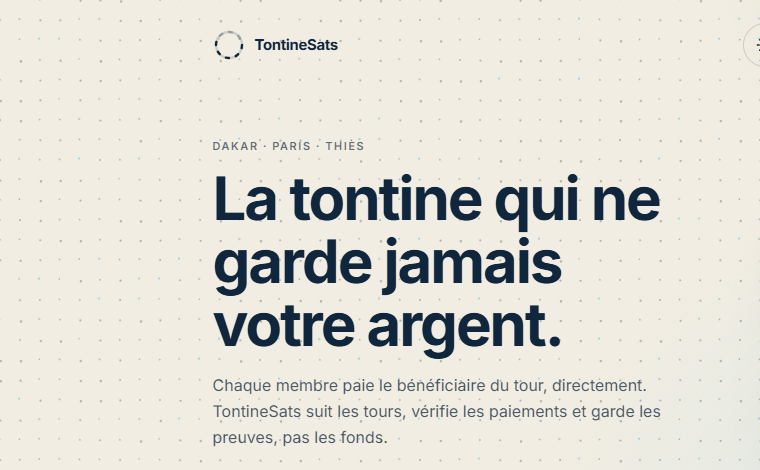 TontineSats
DAKAR · PARIS · THIÈS
La tontine qui ne
garde jamais
votre argent.
Chaque membre paie le bénéficiaire du tour, directement.
TontineSats suit les tours, vérifie les paiements et garde les
preuves, pas les fonds.